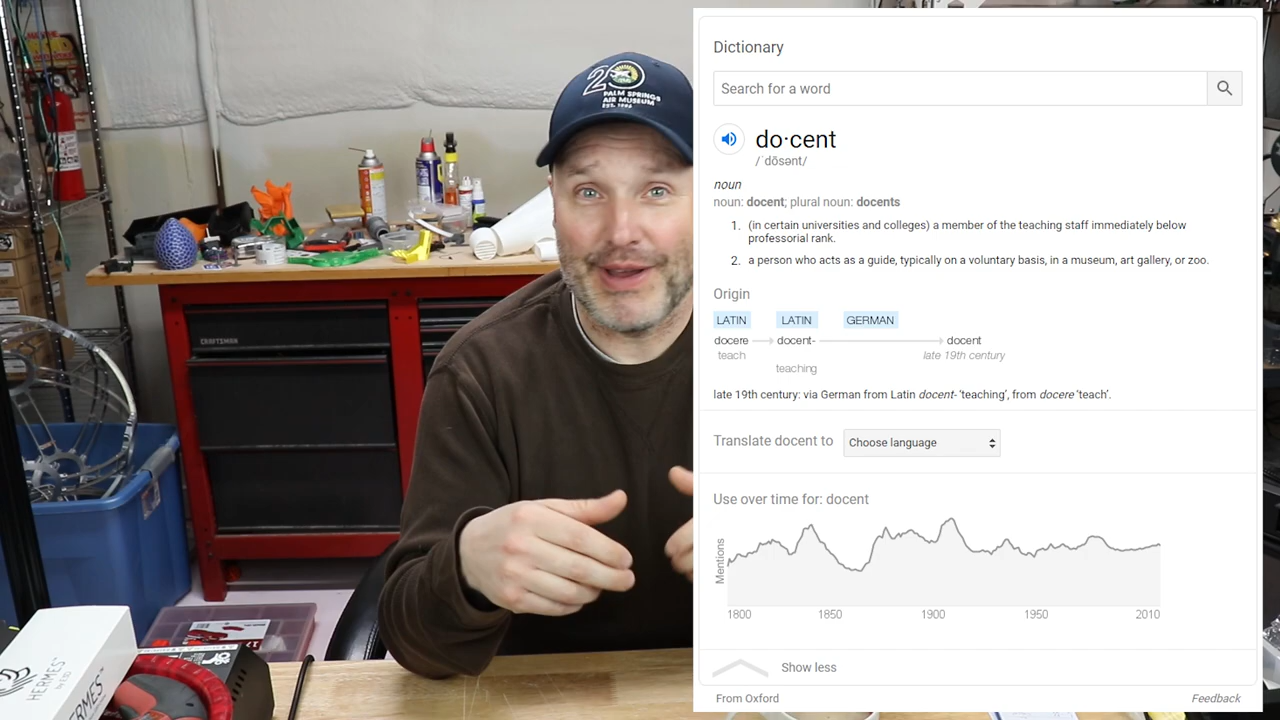 20
PALM SPRINGS
AIR MUSEUM
EST. 1996
CRAFTSMAN
HERMES
HERMES
Dictionary
Search for a word
do·cent
/ˈdōsənt/
noun
noun: docent; plural noun: docents
1. (in certain universities and colleges) a member of the teaching staff immediately below
professorial rank.
2. a person who acts as a guide, typically on a voluntary basis, in a museum, art gallery, or zoo.
Origin
LATIN LATIN GERMAN
docere docent- docent
teach late 19th century
teaching
late 19th century: via German from Latin docent- ‘teaching’, from docere ‘teach’.
Translate docent to Choose language
Use over time for: docent
Mentions
1800 1850 1900 1950 2010
Show less
From Oxford Feedback